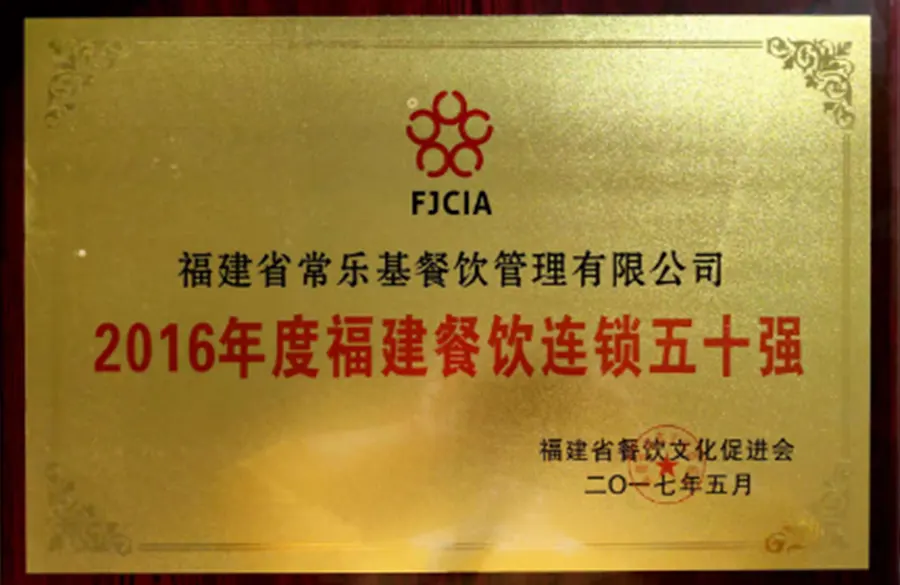 FJCIA
福建省常乐基餐饮管理有限公司
2016年度福建餐饮连锁五十强
福建省餐饮文化促进会
二〇一七年五月